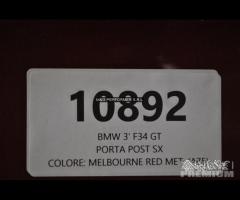 10892
BMW 3' F34 GT
PORTA POST SX
COLORE: MELBOURNE RED MET
PREMIUM